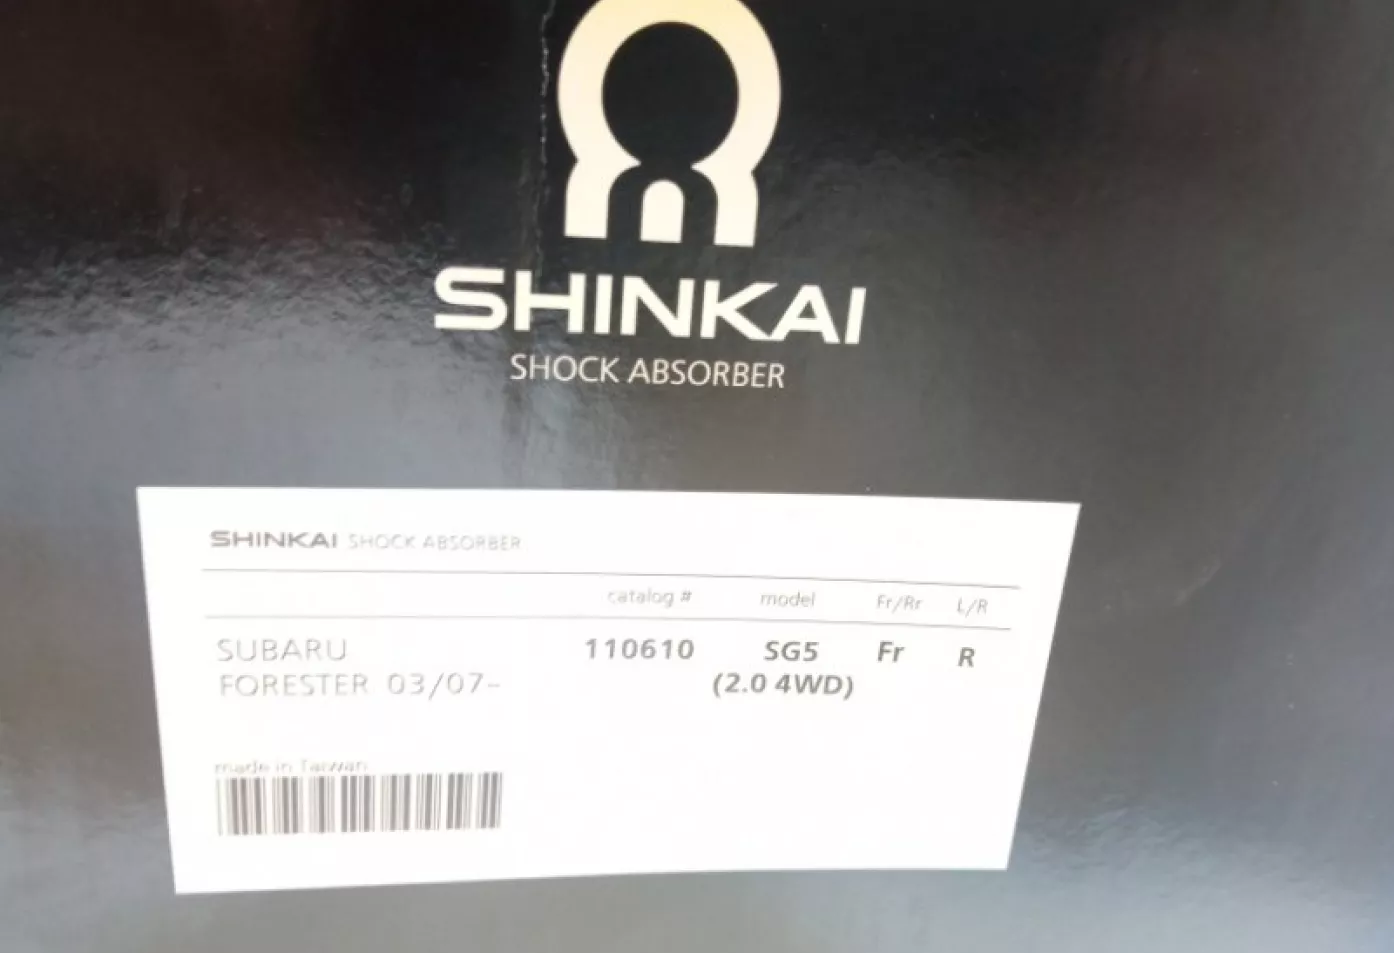 SHINKAI
SHOCK ABSORBER
SHINKAI SHOCK ABSORBER
catalog # model Fr/Rr L/R
SUBARU 110610 SG5 Fr R
FORESTER 03/07- (2.0 4WD)
made in Taiwan